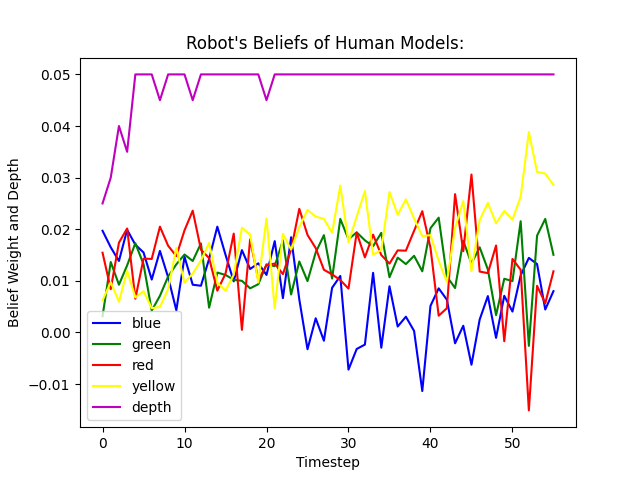 Robot's Beliefs of Human Models:
Belief Weight and Depth
0.05
0.04
0.03
0.02
0.01
0.00
−0.01
blue
green
red
yellow
depth
0 10 20 30 40 50
Timestep